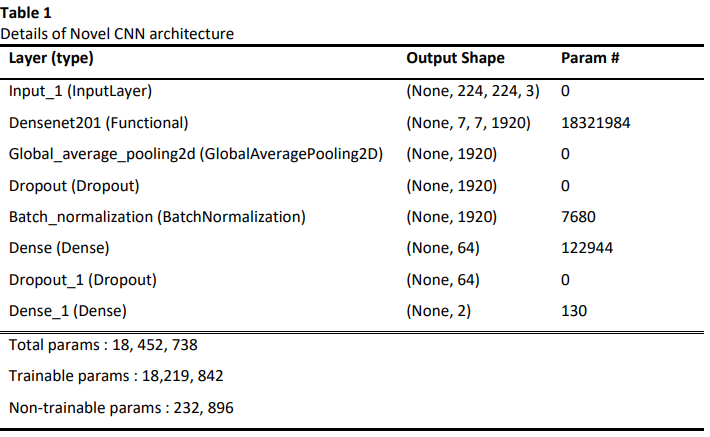 Table 1
Details of Novel CNN architecture
Layer (type) Output Shape Param #
Input_1 (InputLayer) (None, 224, 224, 3) 0
Densenet201 (Functional) (None, 7, 7, 1920) 18321984
Global_average_pooling2d (GlobalAveragePooling2D) (None, 1920) 0
Dropout (Dropout) (None, 1920) 0
Batch_normalization (BatchNormalization) (None, 1920) 7680
Dense (Dense) (None, 64) 122944
Dropout_1 (Dropout) (None, 64) 0
Dense_1 (Dense) (None, 2) 130
Total params : 18, 452, 738
Trainable params : 18,219, 842
Non-trainable params : 232, 896